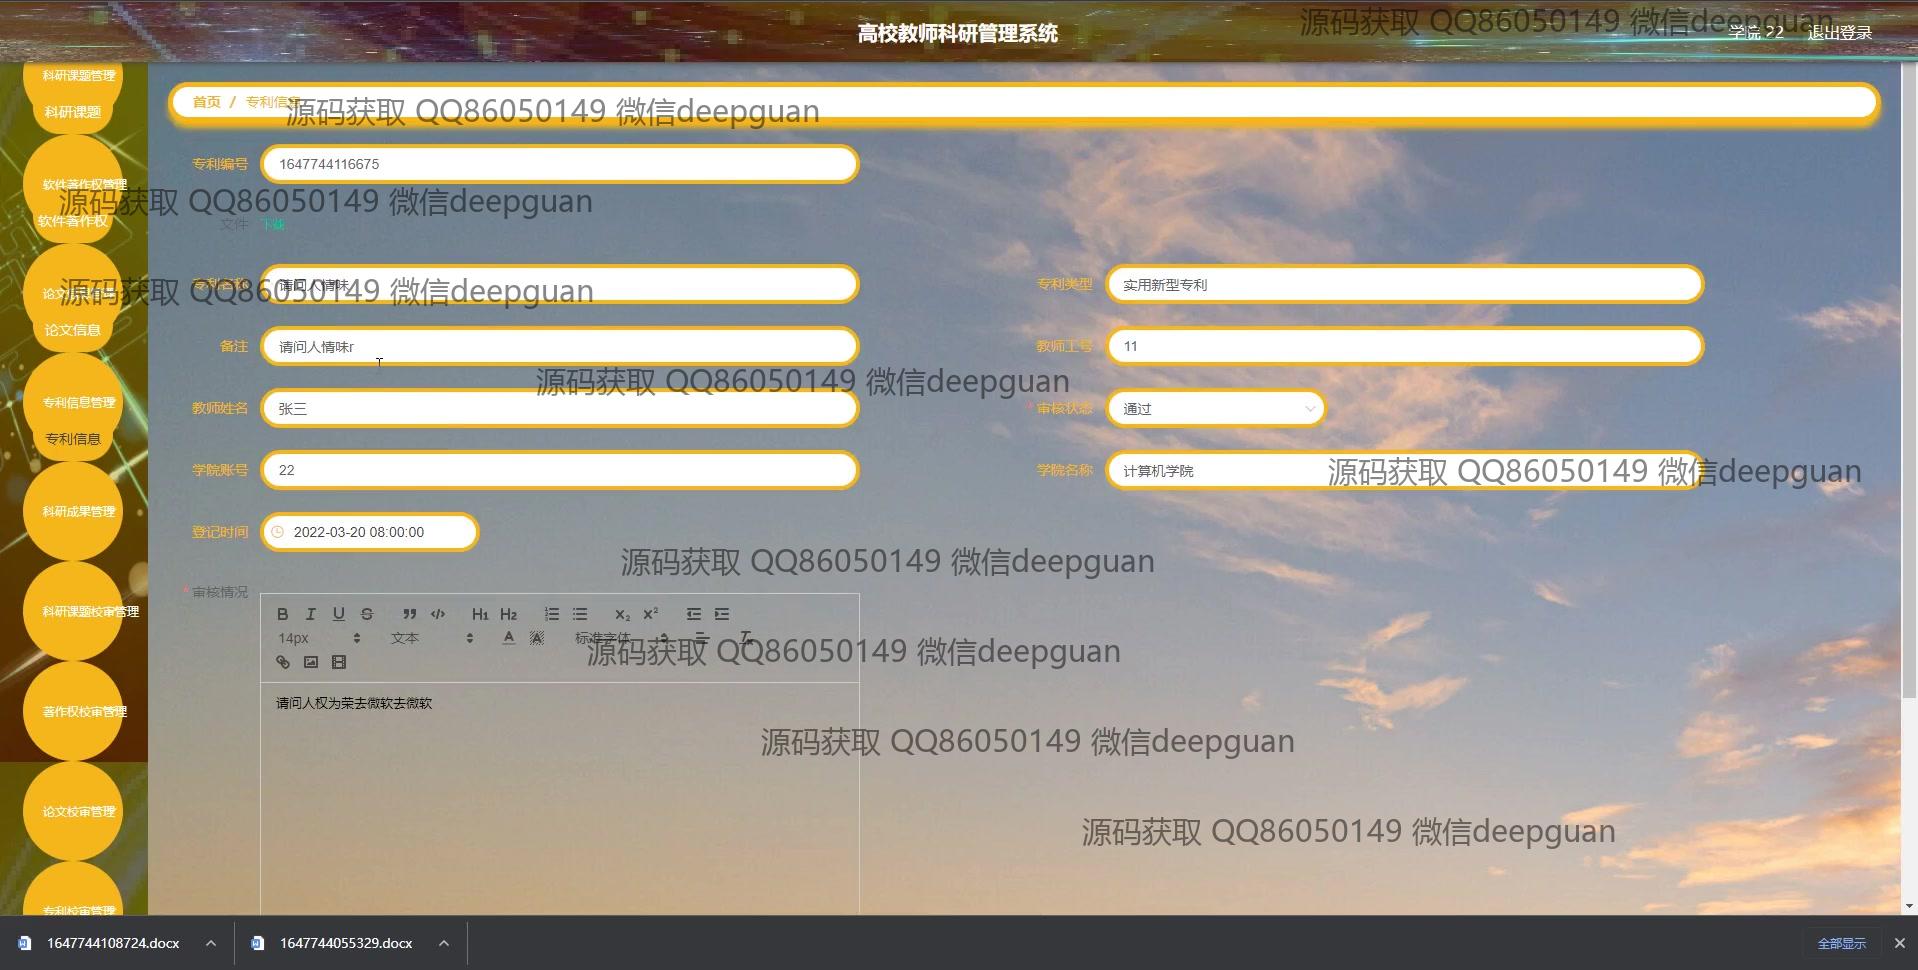 高校教师科研管理系统
源码获取 QQ86050149 微信deepguan
学院 22
退出登录
科研课题管理
科研课题
软件著作权管理
软件著作权
论文信息
专利信息管理
专利信息
科研成果管理
科研课题校审管理
著作权校审管理
论文校审管理
专利校审管理
首页 / 专利信息
源码获取 QQ86050149 微信deepguan
专利编号 1647744116675
源码获取 QQ86050149 微信deepguan
文件 下载
专利名称 请问人情味
专利类型 实用新型专利
源码获取 QQ86050149 微信deepguan
备注 请问人情味r
教师工号 11
源码获取 QQ86050149 微信deepguan
教师姓名 张三
* 审核状态 通过
学院账号 22
学院名称 计算机学院
源码获取 QQ86050149 微信deepguan
登记时间 2022-03-20 08:00:00
源码获取 QQ86050149 微信deepguan
* 审核情况
B I U S H1 H2 X2 X2
14px 文本 A A 标准字体
源码获取 QQ86050149 微信deepguan
请问人权为荣去微软去微软
源码获取 QQ86050149 微信deepguan
源码获取 QQ86050149 微信deepguan
1647744108724.docx
1647744055329.docx
全部显示